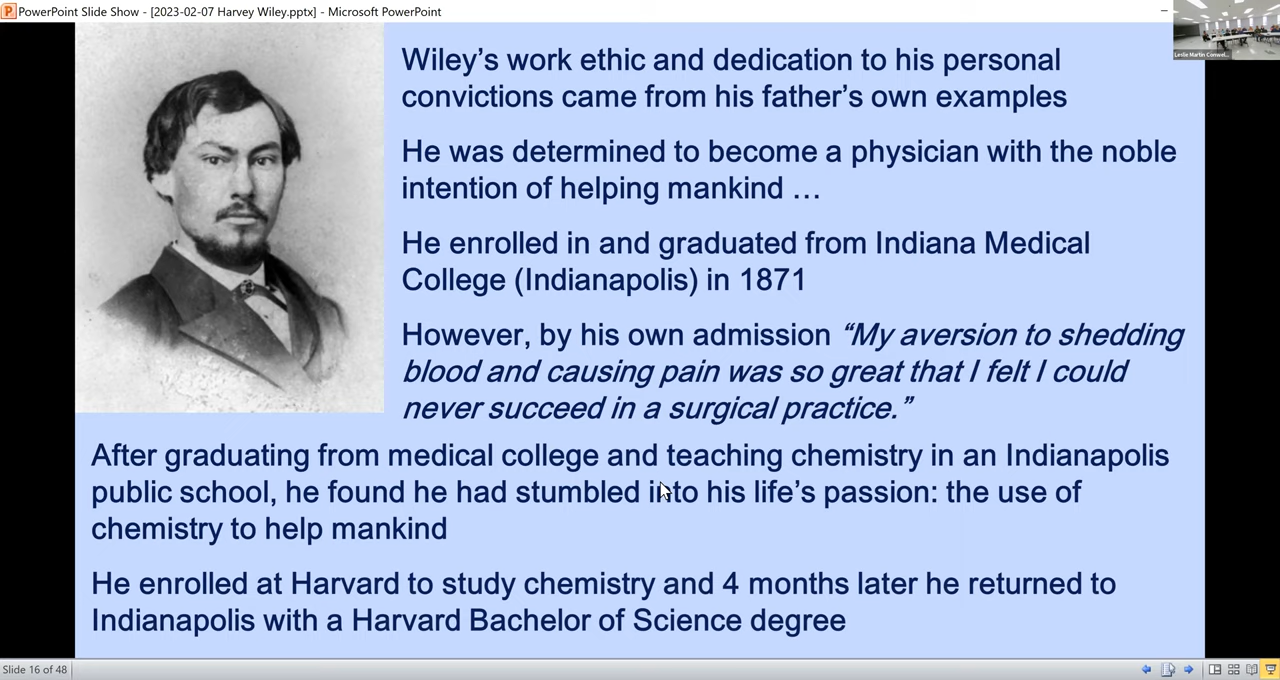 PowerPoint Slide Show - [2023-02-07 Harvey Wiley.pptx] - Microsoft PowerPoint
Leslie Martin Conwel...
Wiley’s work ethic and dedication to his personal
convictions came from his father’s own examples
He was determined to become a physician with the noble
intention of helping mankind …
He enrolled in and graduated from Indiana Medical
College (Indianapolis) in 1871
However, by his own admission “My aversion to shedding
blood and causing pain was so great that I felt I could
never succeed in a surgical practice.”
After graduating from medical college and teaching chemistry in an Indianapolis
public school, he found he had stumbled into his life’s passion: the use of
chemistry to help mankind
He enrolled at Harvard to study chemistry and 4 months later he returned to
Indianapolis with a Harvard Bachelor of Science degree
Slide 16 of 48